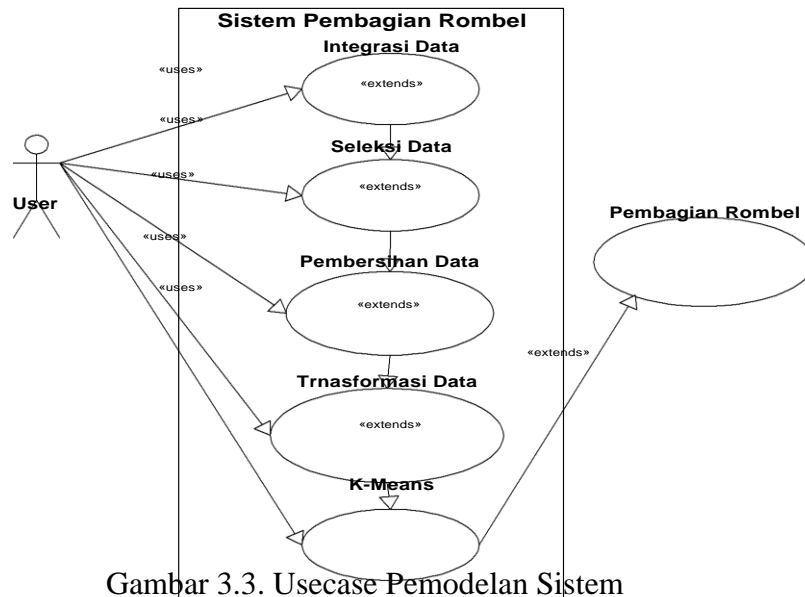 Sistem Pembagian Rombel
Integrasi Data
«uses»
«extends»
«uses»
Seleksi Data
«uses»
«extends»
User
Pembagian Rombel
«uses»
Pembersihan Data
«uses»
«extends»
«extends»
Trnasformasi Data
«extends»
K-Means
Gambar 3.3. Usecase Pemodelan Sistem